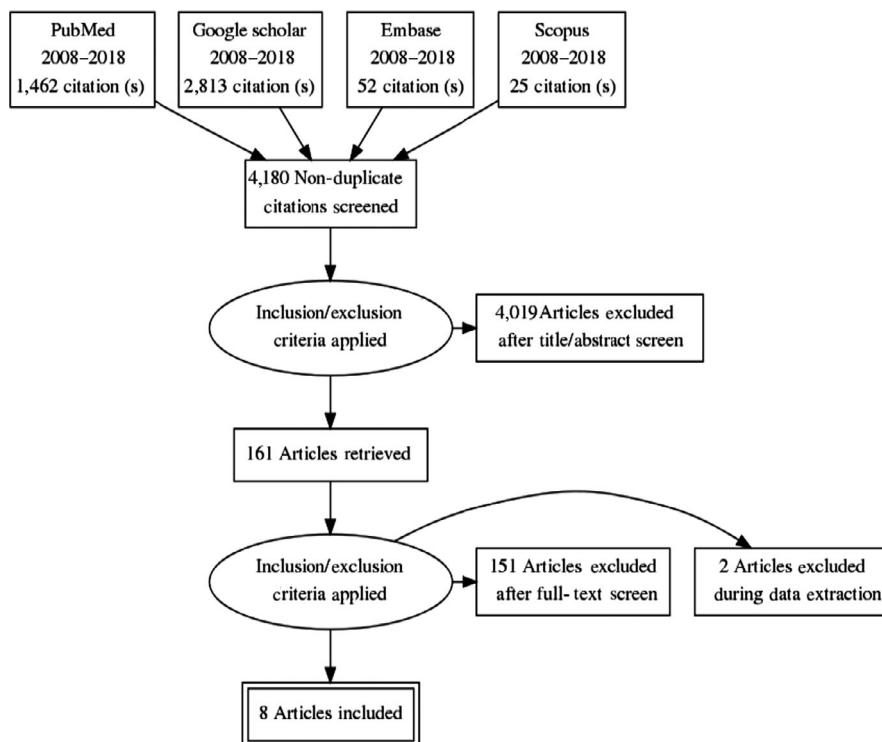 PubMed
2008–2018
1,462 citation (s)
Google scholar
2008–2018
2,813 citation (s)
Embase
2008–2018
52 citation (s)
Scopus
2008–2018
25 citation (s)
4,180 Non-duplicate
citations screened
Inclusion/exclusion
criteria applied
4,019 Articles excluded
after title/abstract screen
161 Articles retrieved
Inclusion/exclusion
criteria applied
151 Articles excluded
after full- text screen
2 Articles excluded
during data extraction
8 Articles included